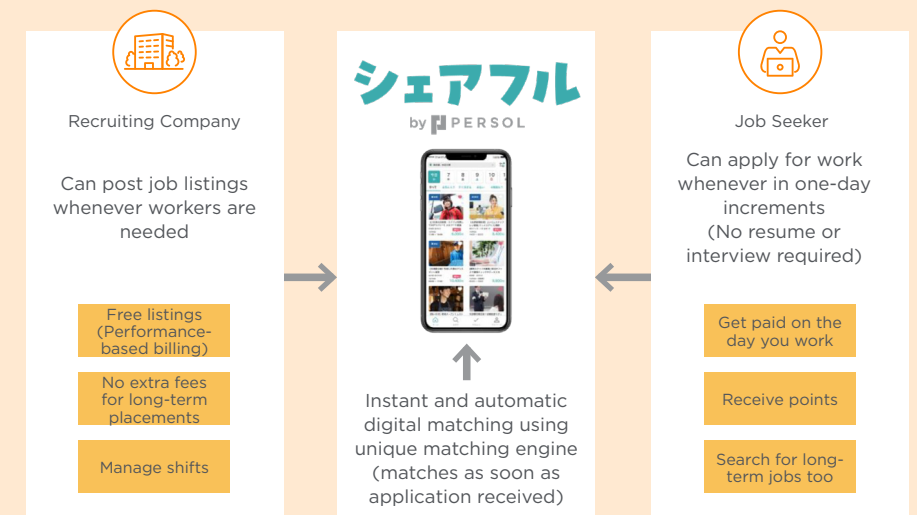 Recruiting Company
Can post job listings
whenever workers are
needed
Free listings
(Performance-
based billing)
No extra fees
for long-term
placements
Manage shifts
シェアフル
by PERSOL
Instant and automatic
digital matching using
unique matching engine
(matches as soon as
application received)
Job Seeker
Can apply for work
whenever in one-day
increments
(No resume or
interview required)
Get paid on the
day you work
Receive points
Search for long-
term jobs too